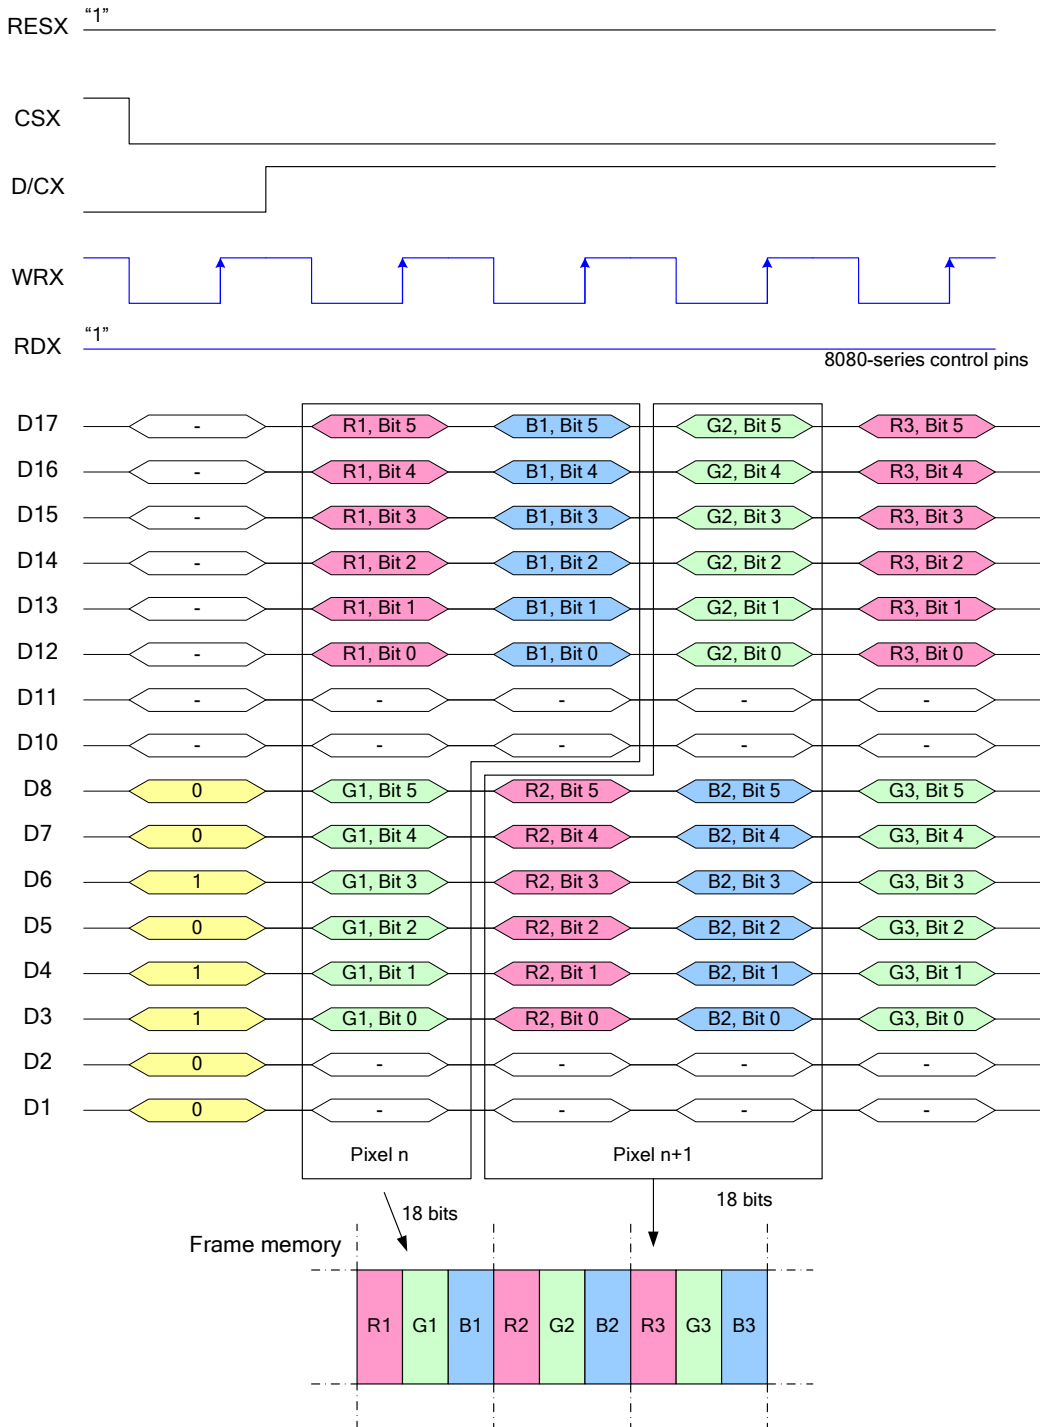 RESX “1”
CSX
D/CX
WRX
RDX “1”
8080-series control pins
D17 - R1, Bit 5 B1, Bit 5 G2, Bit 5 R3, Bit 5
D16 - R1, Bit 4 B1, Bit 4 G2, Bit 4 R3, Bit 4
D15 - R1, Bit 3 B1, Bit 3 G2, Bit 3 R3, Bit 3
D14 - R1, Bit 2 B1, Bit 2 G2, Bit 2 R3, Bit 2
D13 - R1, Bit 1 B1, Bit 1 G2, Bit 1 R3, Bit 1
D12 - R1, Bit 0 B1, Bit 0 G2, Bit 0 R3, Bit 0
D11 - - - - -
D10 - - - - -
D8 0 G1, Bit 5 R2, Bit 5 B2, Bit 5 G3, Bit 5
D7 0 G1, Bit 4 R2, Bit 4 B2, Bit 4 G3, Bit 4
D6 1 G1, Bit 3 R2, Bit 3 B2, Bit 3 G3, Bit 3
D5 0 G1, Bit 2 R2, Bit 2 B2, Bit 2 G3, Bit 2
D4 1 G1, Bit 1 R2, Bit 1 B2, Bit 1 G3, Bit 1
D3 1 G1, Bit 0 R2, Bit 0 B2, Bit 0 G3, Bit 0
D2 0 - - - -
D1 0 - - - -
Pixel n Pixel n+1
18 bits 18 bits
Frame memory
R1 G1 B1 R2 G2 B2 R3 G3 B3